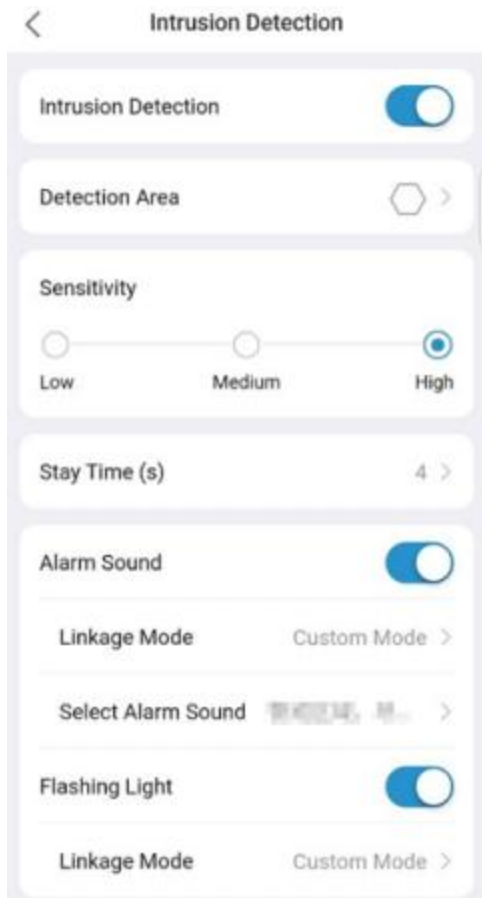 Intrusion Detection
Intrusion Detection
Detection Area
Sensitivity
Low Medium High
Stay Time (s) 4
Alarm Sound
Linkage Mode Custom Mode
Select Alarm Sound
Flashing Light
Linkage Mode Custom Mode